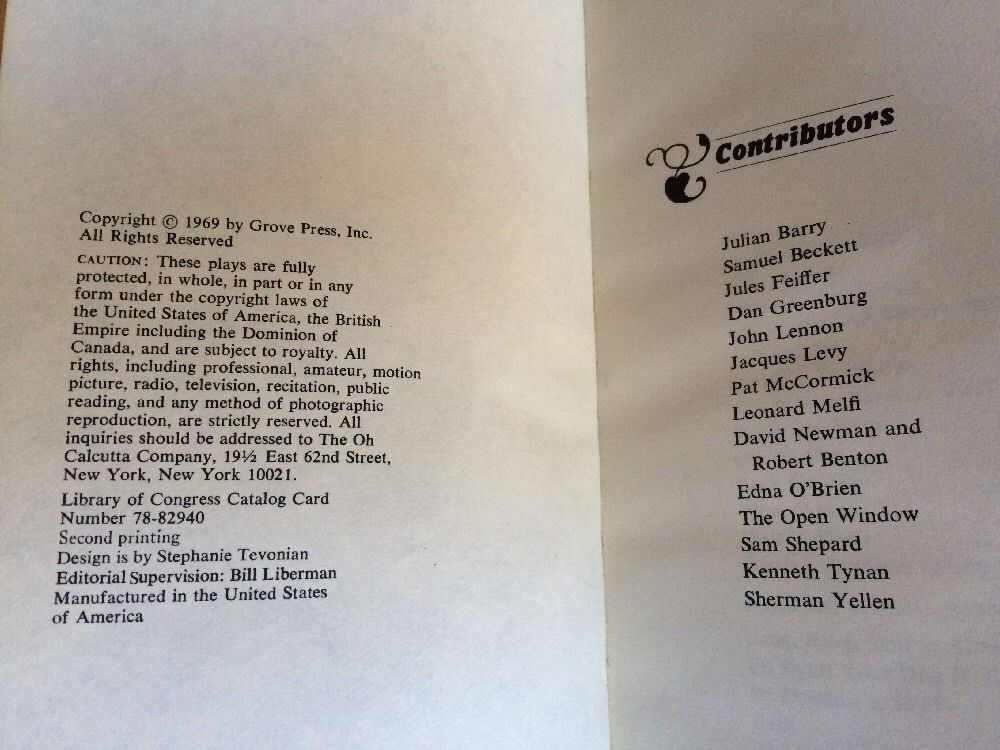 Copyright © 1969 by Grove Press, Inc.
All Rights Reserved
CAUTION: These plays are fully
protected, in whole, in part or in any
form under the copyright laws of
the United States of America, the British
Empire including the Dominion of
Canada, and are subject to royalty. All
rights, including professional, amateur, motion
picture, radio, television, recitation, public
reading, and any method of photographic
reproduction, are strictly reserved. All
inquiries should be addressed to The Oh
Calcutta Company, 19½ East 62nd Street,
New York, New York 10021.
Library of Congress Catalog Card
Number 78-82940
Second printing
Design is by Stephanie Tevonian
Editorial Supervision: Bill Liberman
Manufactured in the United States
of America
Contributors
Julian Barry
Samuel Beckett
Jules Feiffer
Dan Greenburg
John Lennon
Jacques Levy
Pat McCormick
Leonard Melfi
David Newman and
Robert Benton
Edna O'Brien
The Open Window
Sam Shepard
Kenneth Tynan
Sherman Yellen